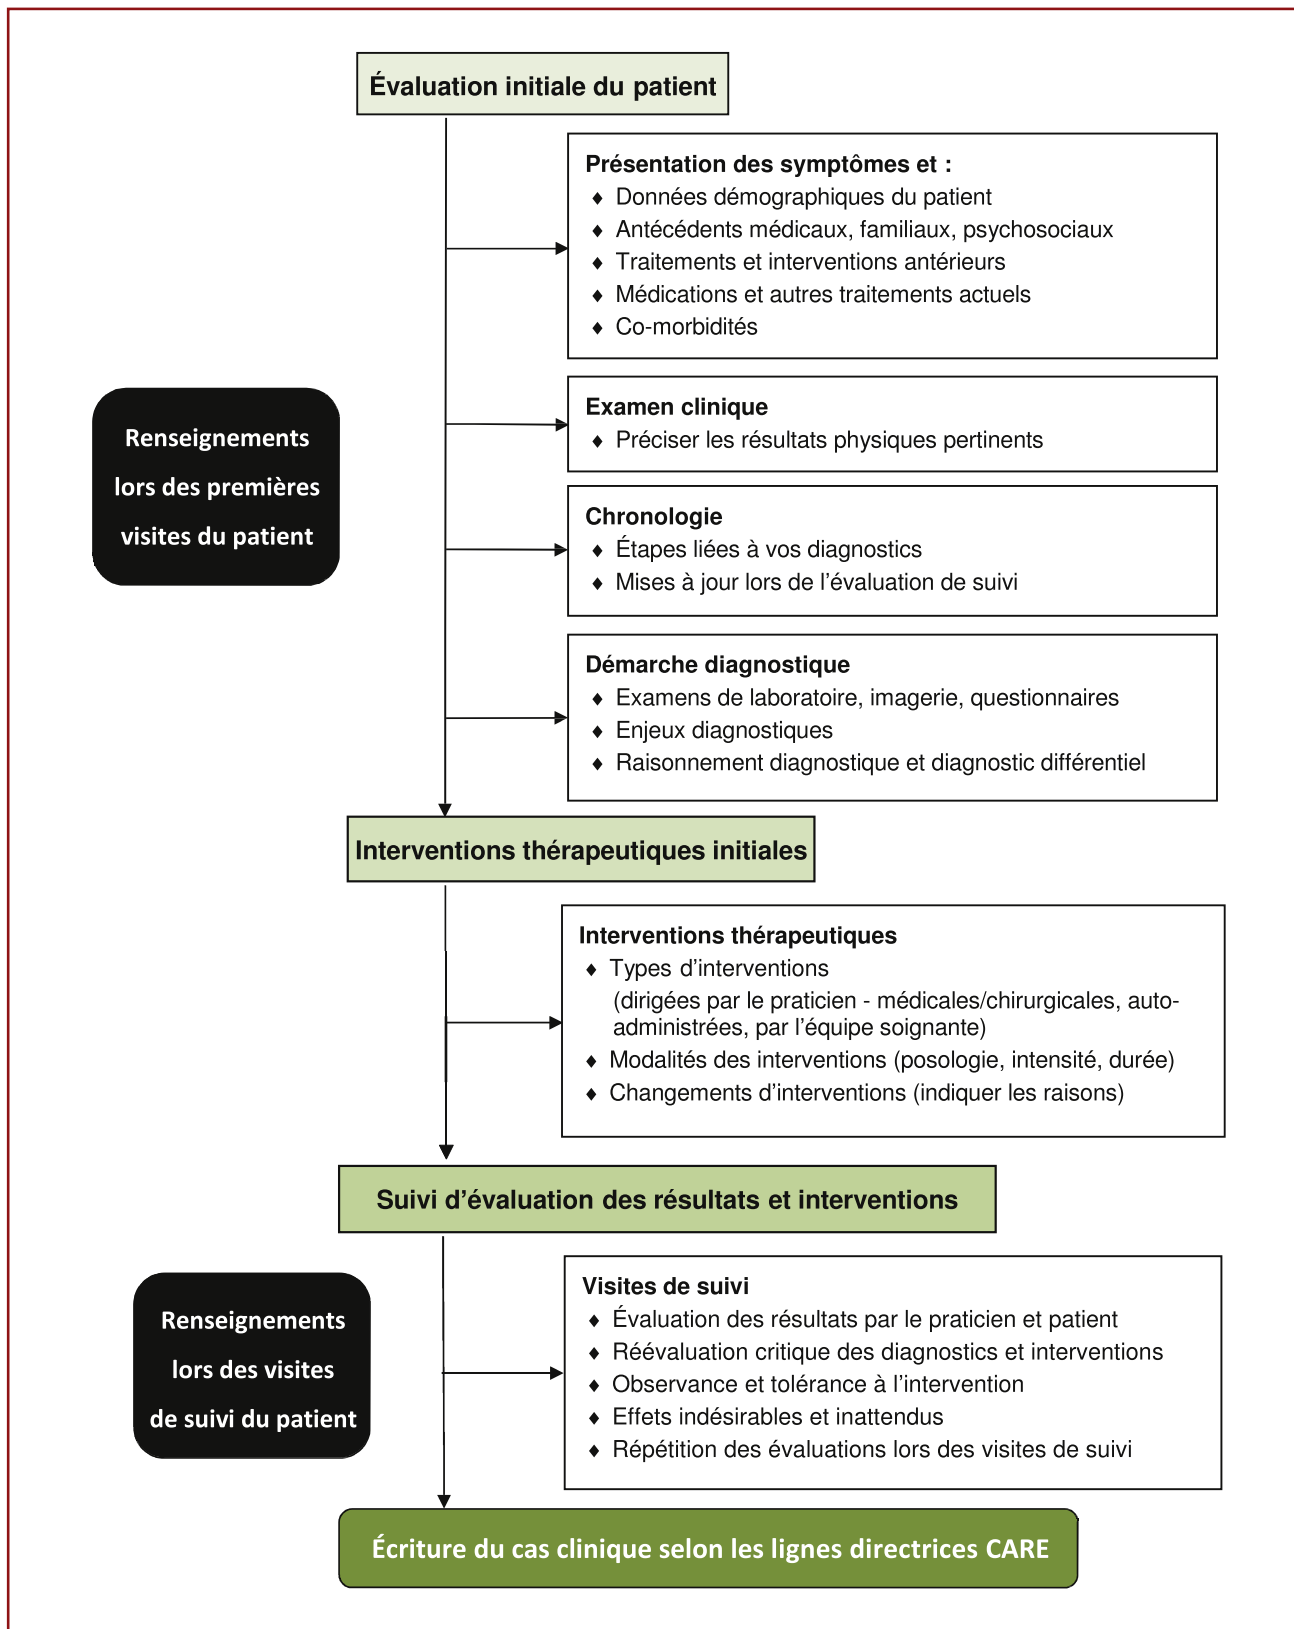 Évaluation initiale du patient
Présentation des symptômes et :
♦ Données démographiques du patient
♦ Antécédents médicaux, familiaux, psychosociaux
♦ Traitements et interventions antérieurs
♦ Médications et autres traitements actuels
♦ Co-morbidités
Renseignements
lors des premières
visites du patient
Examen clinique
♦ Préciser les résultats physiques pertinents
Chronologie
♦ Étapes liées à vos diagnostics
♦ Mises à jour lors de l’évaluation de suivi
Démarche diagnostique
♦ Examens de laboratoire, imagerie, questionnaires
♦ Enjeux diagnostiques
♦ Raisonnement diagnostique et diagnostic différentiel
Interventions thérapeutiques initiales
Interventions thérapeutiques
♦ Types d’interventions
(dirigées par le praticien - médicales/chirurgicales, auto-
administrées, par l’équipe soignante)
♦ Modalités des interventions (posologie, intensité, durée)
♦ Changements d’interventions (indiquer les raisons)
Suivi d’évaluation des résultats et interventions
Renseignements
lors des visites
de suivi du patient
Visites de suivi
♦ Évaluation des résultats par le praticien et patient
♦ Réévaluation critique des diagnostics et interventions
♦ Observance et tolérance à l’intervention
♦ Effets indésirables et inattendus
♦ Répétition des évaluations lors des visites de suivi
Écriture du cas clinique selon les lignes directrices CARE